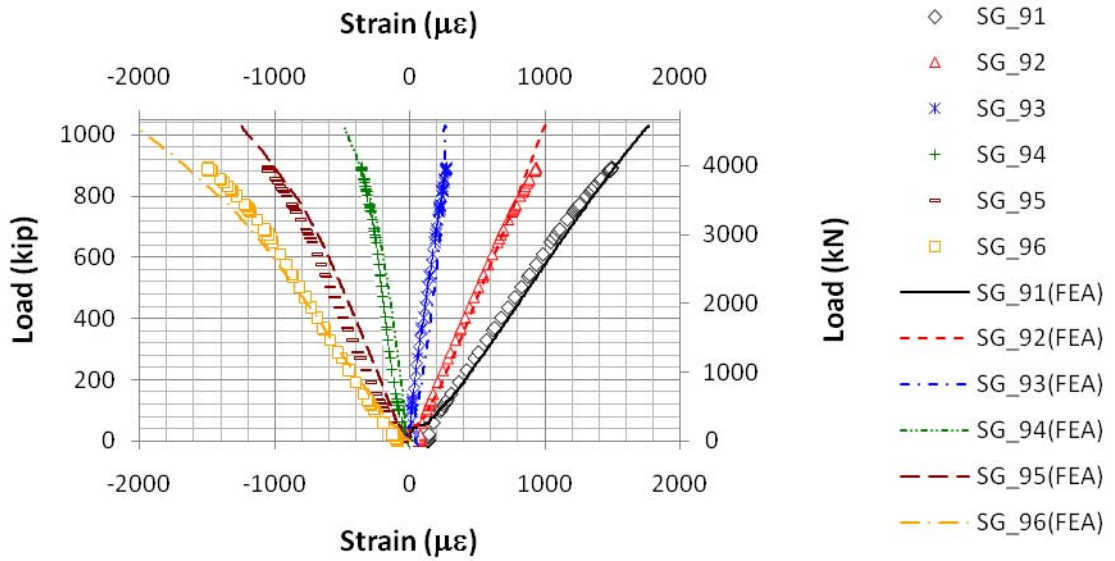 Strain (με)
-2000 -1000 0 1000 2000
1000
800
600
400
200
0
Load (kip)
4000
3000
2000
1000
0
Load (kN)
-2000 -1000 0 1000 2000
Strain (με)
SG_91
SG_92
SG_93
SG_94
SG_95
SG_96
SG_91(FEA)
SG_92(FEA)
SG_93(FEA)
SG_94(FEA)
SG_95(FEA)
SG_96(FEA)